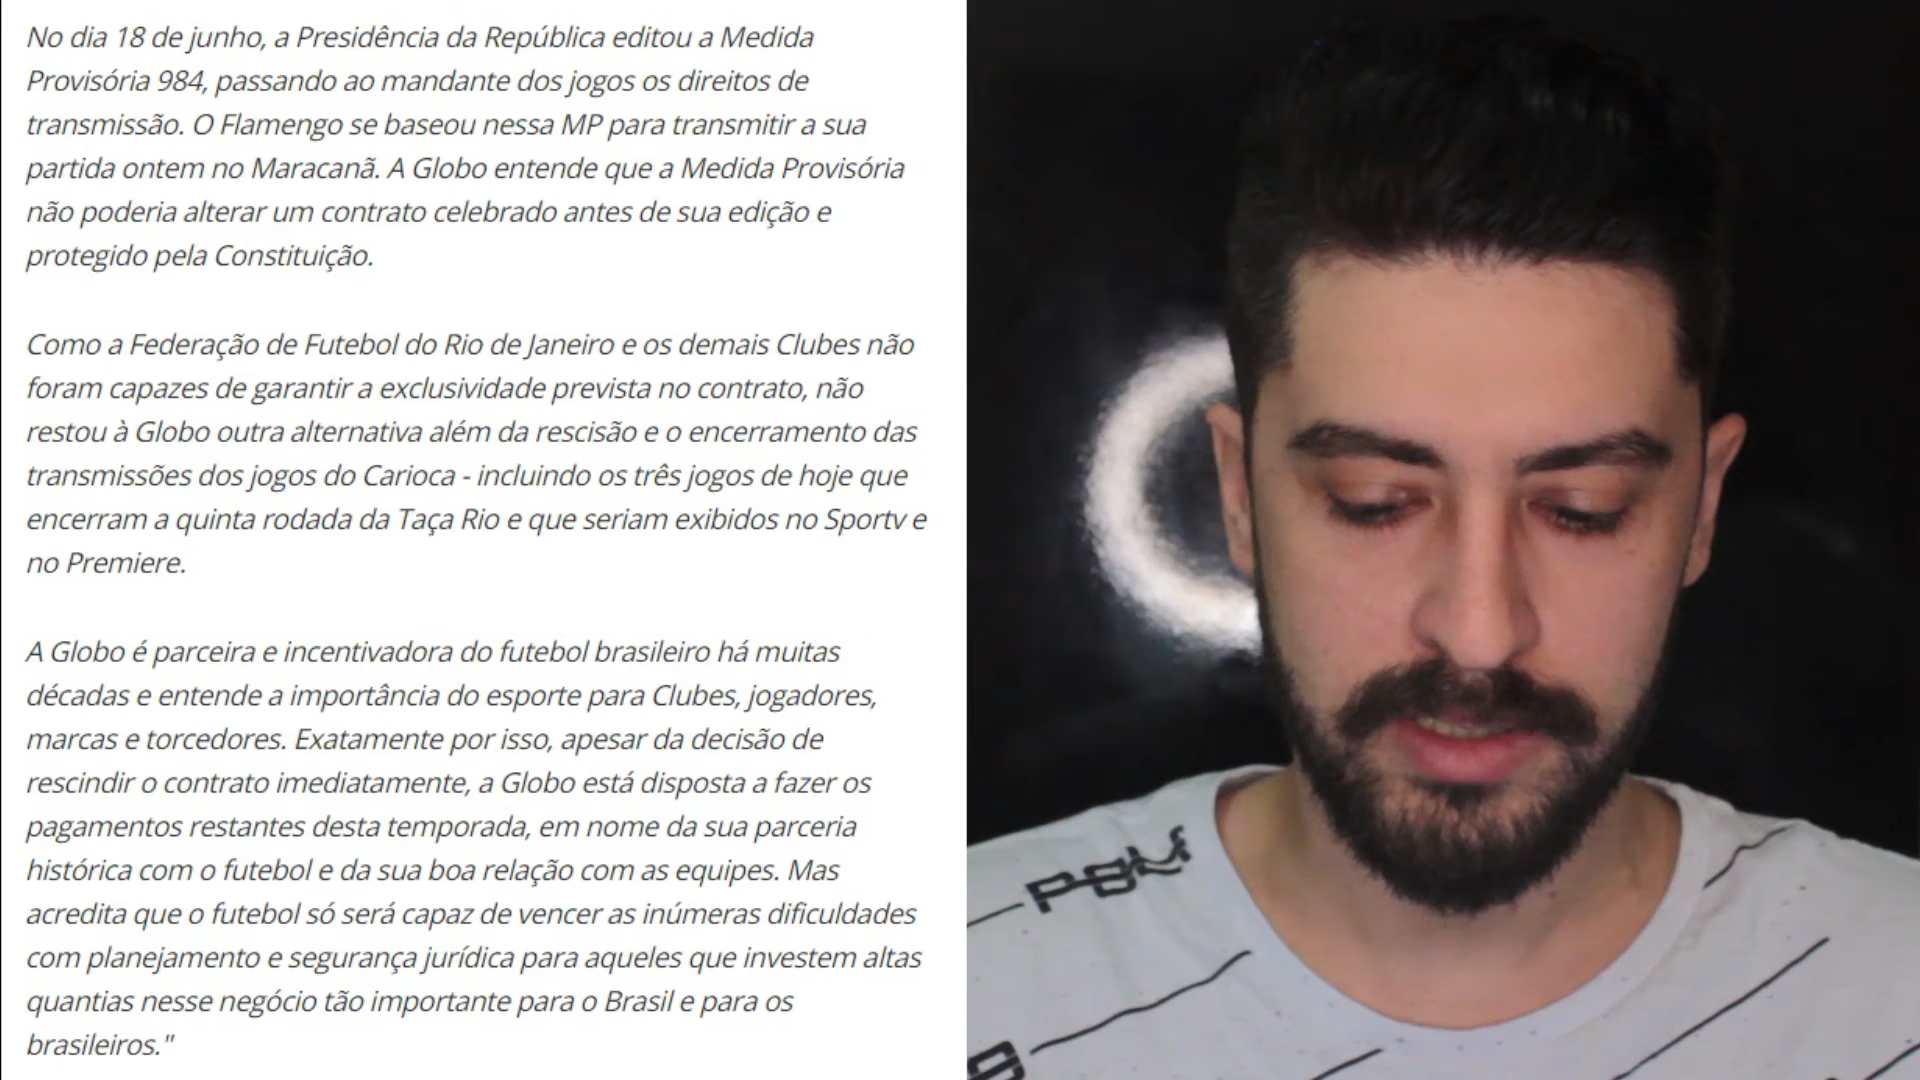 No dia 18 de junho, a Presidência da República editou a Medida
Provisória 984, passando ao mandante dos jogos os direitos de
transmissão. O Flamengo se baseou nessa MP para transmitir a sua
partida ontem no Maracanã. A Globo entende que a Medida Provisória
não poderia alterar um contrato celebrado antes de sua edição e
protegido pela Constituição.
Como a Federação de Futebol do Rio de Janeiro e os demais Clubes não
foram capazes de garantir a exclusividade prevista no contrato, não
restou à Globo outra alternativa além da rescisão e o encerramento das
transmissões dos jogos do Carioca - incluindo os três jogos de hoje que
encerram a quinta rodada da Taça Rio e que seriam exibidos no Sportv e
no Premiere.
A Globo é parceira e incentivadora do futebol brasileiro há muitas
décadas e entende a importância do esporte para Clubes, jogadores,
marcas e torcedores. Exatamente por isso, apesar da decisão de
rescindir o contrato imediatamente, a Globo está disposta a fazer os
pagamentos restantes desta temporada, em nome da sua parceria
histórica com o futebol e da sua boa relação com as equipes. Mas
acredita que o futebol só será capaz de vencer as inúmeras dificuldades
com planejamento e segurança jurídica para aqueles que investem altas
quantias nesse negócio tão importante para o Brasil e para os
brasileiros."